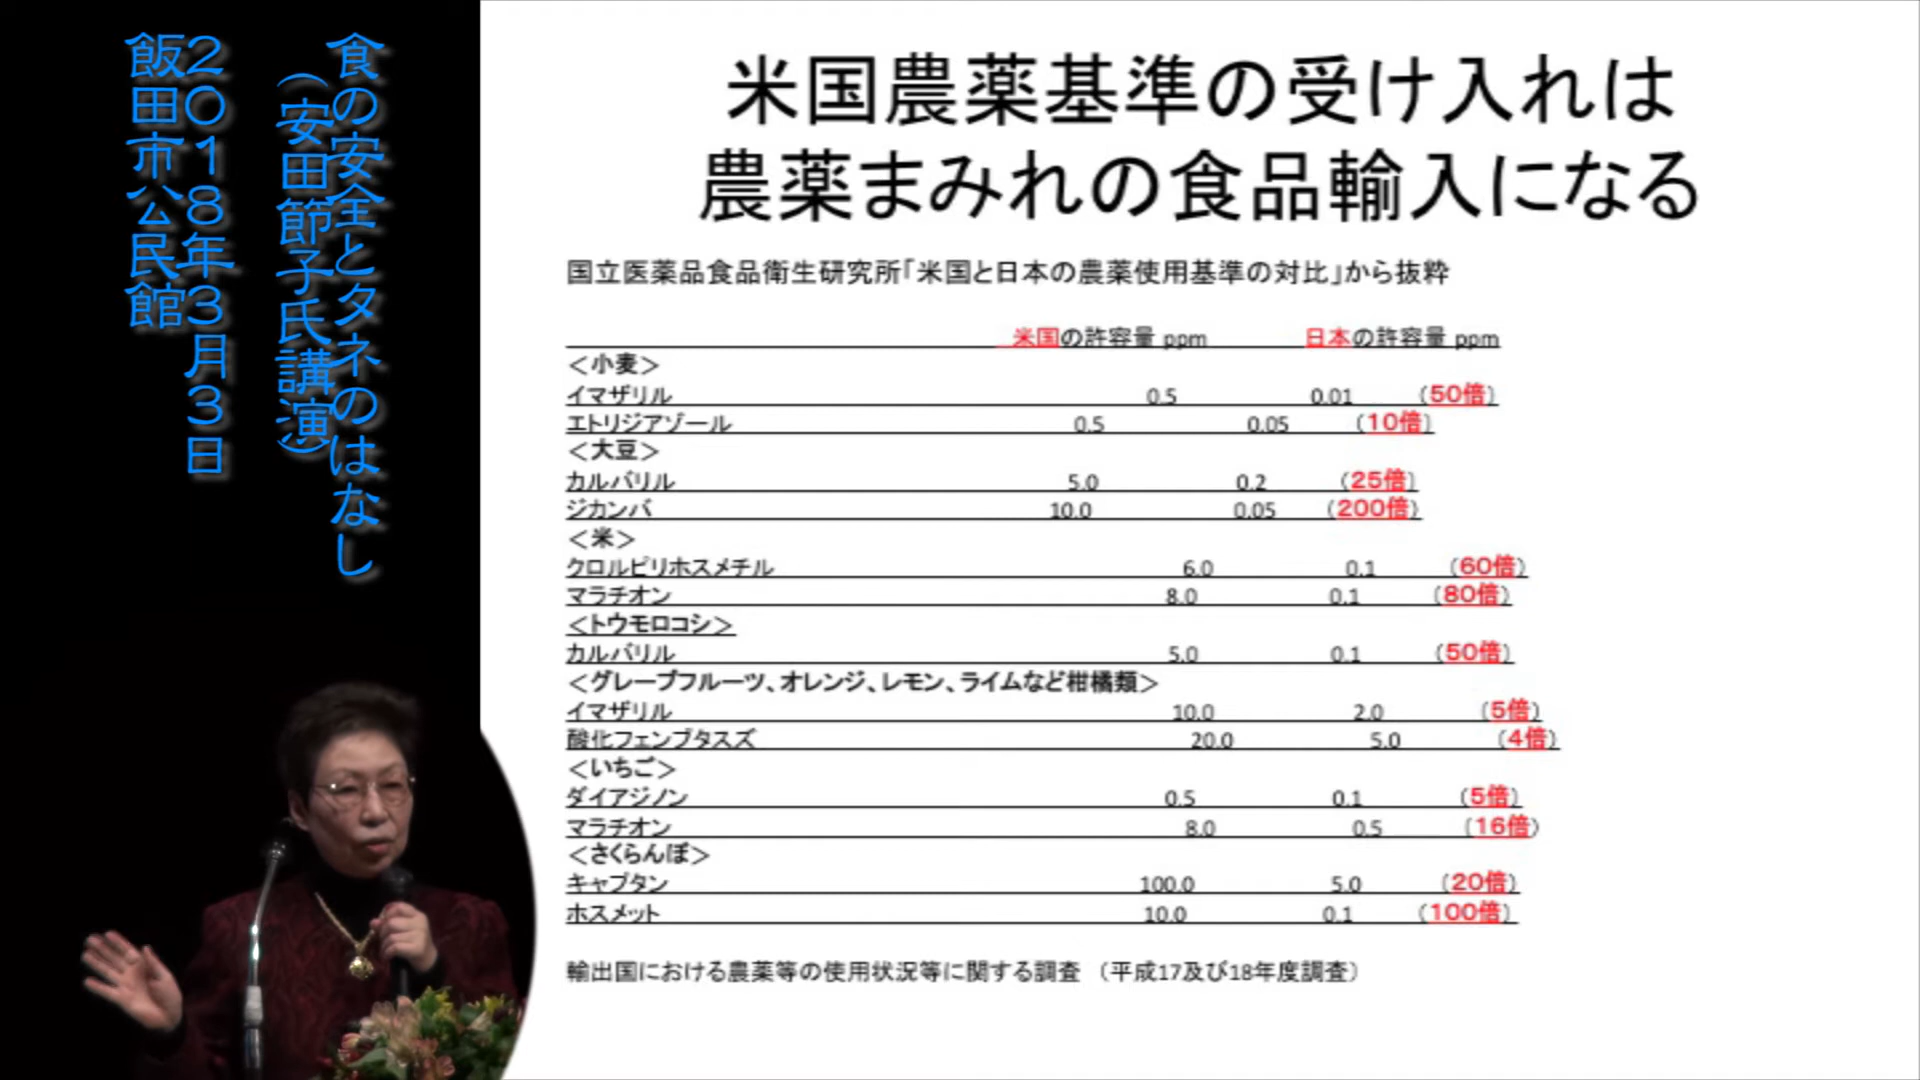 食の安全とタネのはなし
（安田節子氏講演）
２０１８年３月３日
飯田市公民館
米国農薬基準の受け入れは
農薬まみれの食品輸入になる
国立医薬品食品衛生研究所「米国と日本の農薬使用基準の対比」から抜粋
米国の許容量 ppm 日本の許容量 ppm
＜小麦＞
イマザリル 0.5 0.01 （50倍）
エトリジアゾール 0.5 0.05 （10倍）
＜大豆＞
カルバリル 5.0 0.2 （25倍）
ジカンバ 10.0 0.05 （200倍）
＜米＞
クロルピリホスメチル 6.0 0.1 （60倍）
マラチオン 8.0 0.1 （80倍）
＜トウモロコシ＞
カルバリル 5.0 0.1 （50倍）
＜グレープフルーツ、オレンジ、レモン、ライムなど柑橘類＞
イマザリル 10.0 2.0 （5倍）
酸化フェンブタスズ 20.0 5.0 （4倍）
＜いちご＞
ダイアジノン 0.5 0.1 （5倍）
マラチオン 8.0 0.5 （16倍）
＜さくらんぼ＞
キャプタン 100.0 5.0 （20倍）
ホスメット 10.0 0.1 （100倍）
輸出国における農薬等の使用状況等に関する調査 （平成17及び18年度調査）